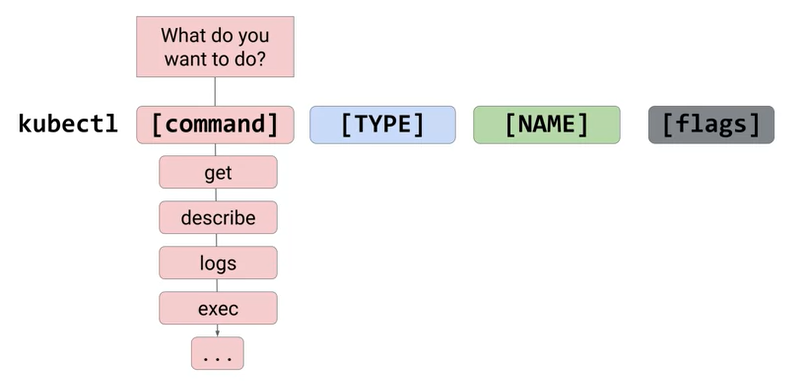 What do you
want to do?
kubectl [command] [TYPE] [NAME] [flags]
get
describe
logs
exec
...